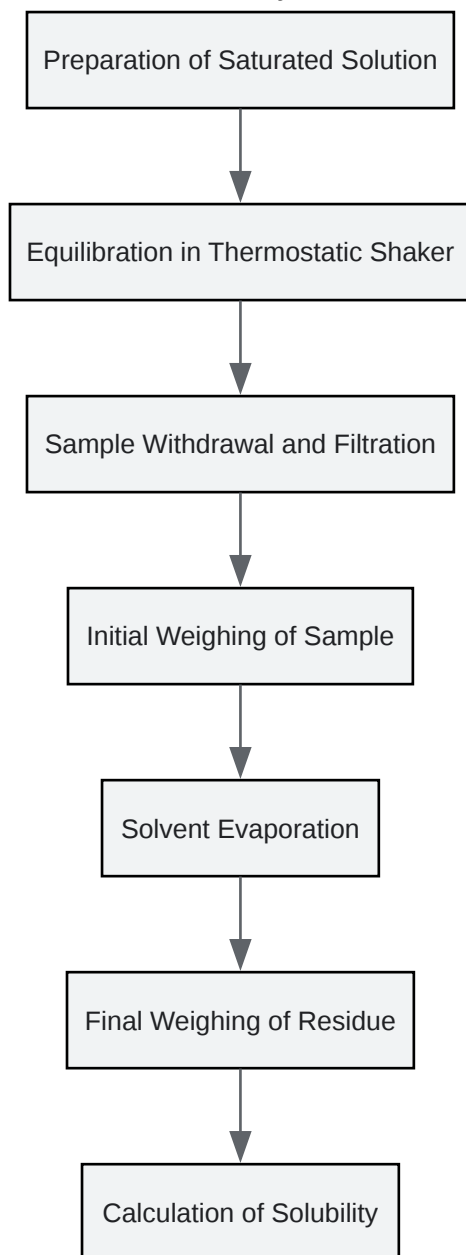 Preparation of Saturated Solution
Equilibration in Thermostatic Shaker
Sample Withdrawal and Filtration
Initial Weighing of Sample
Solvent Evaporation
Final Weighing of Residue
Calculation of Solubility